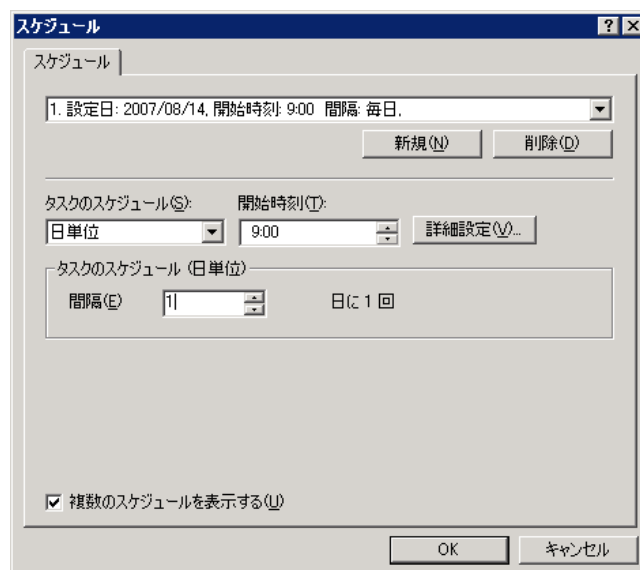 スケジュール
スケジュール
1. 設定日: 2007/08/14, 開始時刻: 9:00 間隔: 毎日,
新規(N) 削除(D)
タスクのスケジュール(S): 開始時刻(T):
日単位 9:00 詳細設定(V)...
タスクのスケジュール (日単位)
間隔(E) 1 日に 1 回
複数のスケジュールを表示する(U)
OK キャンセル